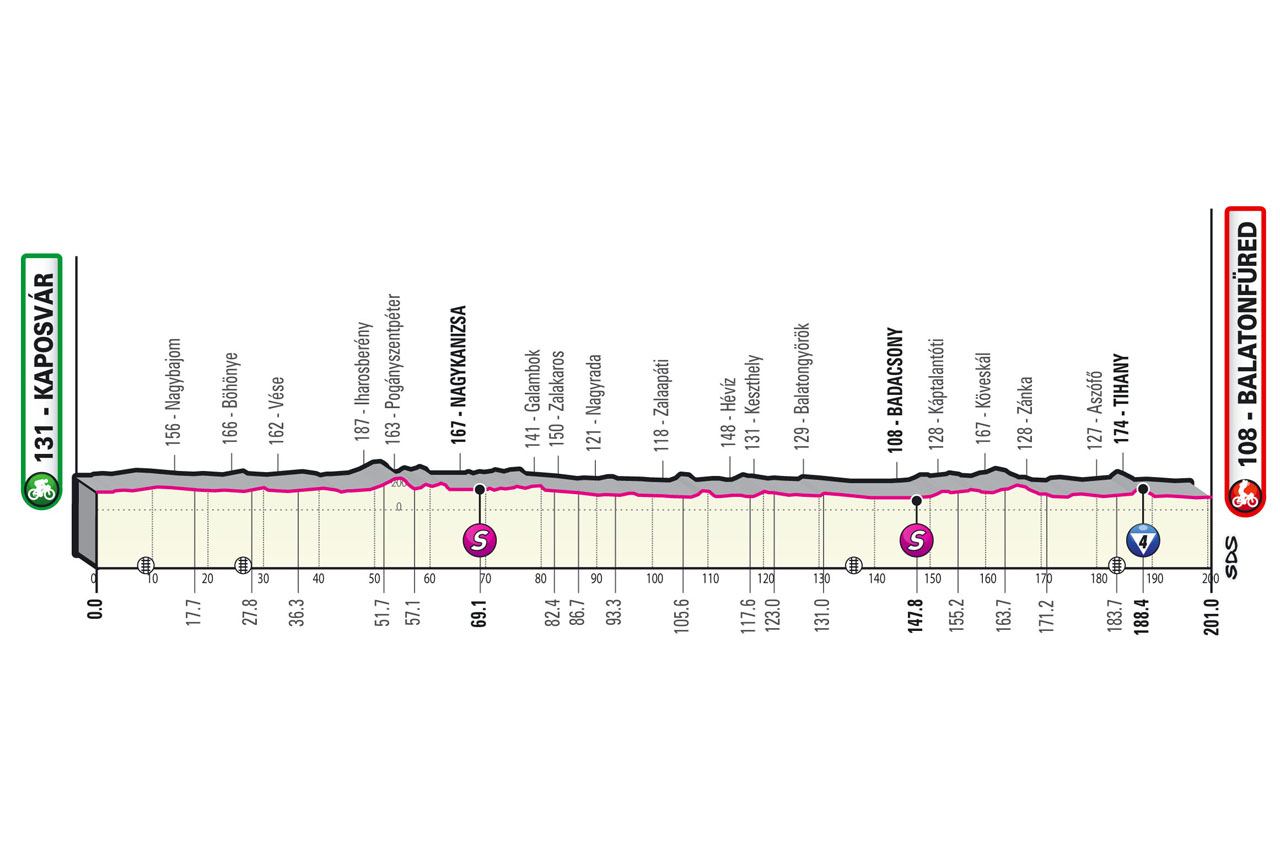 131 - KAPOSVÁR
156 - Nagybajom
166 - Böhönye
162 - Vése
187 - Iharosberény
163 - Pogányszentpéter
167 - NAGYKANIZSA
141 - Galambok
150 - Zalakaros
121 - Nagyrada
118 - Zalaapáti
148 - Hévíz
131 - Keszthely
129 - Balatongyörök
108 - BADACSONY
128 - Káptalantóti
167 - Köveskál
128 - Zánka
127 - Aszófő
174 - TIHANY
108 - BALATONFÜRED
200
0
S
S
4
SDS
0 10 20 30 40 50 60 70 80 90 100 110 120 130 140 150 160 170 180 190 200
0.0 17.7 27.8 36.3 51.7 57.1 69.1 82.4 86.7 93.3 105.6 117.6 123.0 131.0 147.8 155.2 163.7 171.2 183.7 188.4 201.0